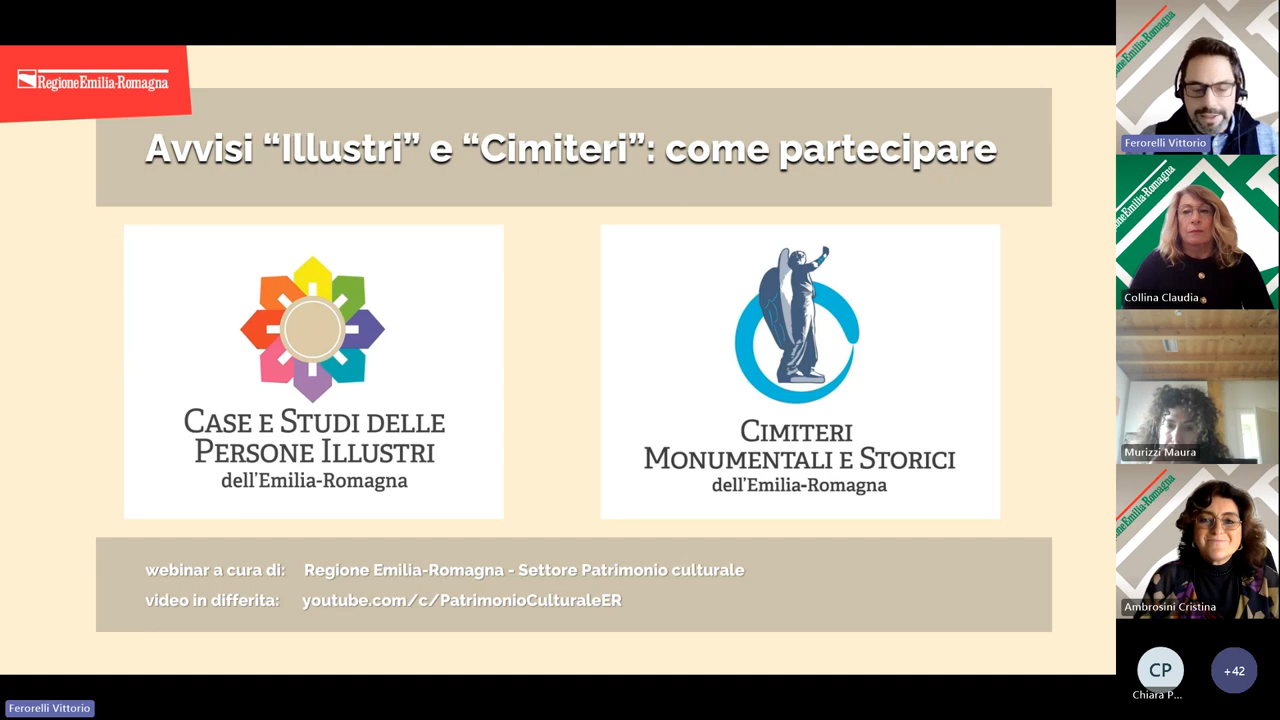 RegioneEmilia-Romagna
Avvisi “Illustri” e “Cimiteri”: come partecipare
CASE E STUDI DELLE
PERSONE ILLUSTRI
dell’Emilia-Romagna
CIMITERI
MONUMENTALI E STORICI
dell’Emilia-Romagna
webinar a cura di: Regione Emilia-Romagna - Settore Patrimonio culturale
video in differita: youtube.com/c/PatrimonioCulturaleER
Ferorelli Vittorio
Collina Claudia
Murizzi Maura
Ambrosini Cristina
CP
Chiara P...
+42
Ferorelli Vittorio